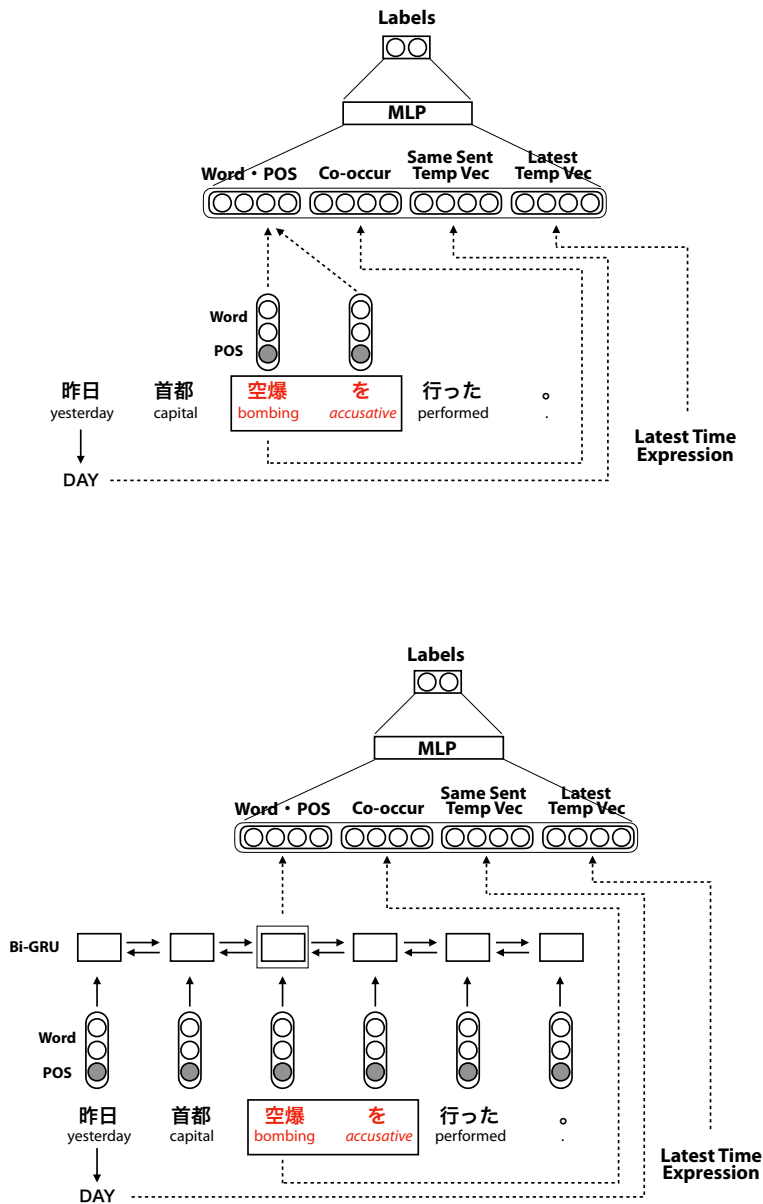 Labels
MLP
Word・POS Co-occur Same Sent Temp Vec Latest Temp Vec
Word
POS
昨日 首都 空爆 を 行った 。
yesterday capital bombing accusative performed .
Latest Time
Expression
DAY
Labels
MLP
Word・POS Co-occur Same Sent Temp Vec Latest Temp Vec
Bi-GRU
Word
POS
昨日 首都 空爆 を 行った 。
yesterday capital bombing accusative performed .
Latest Time
Expression
DAY